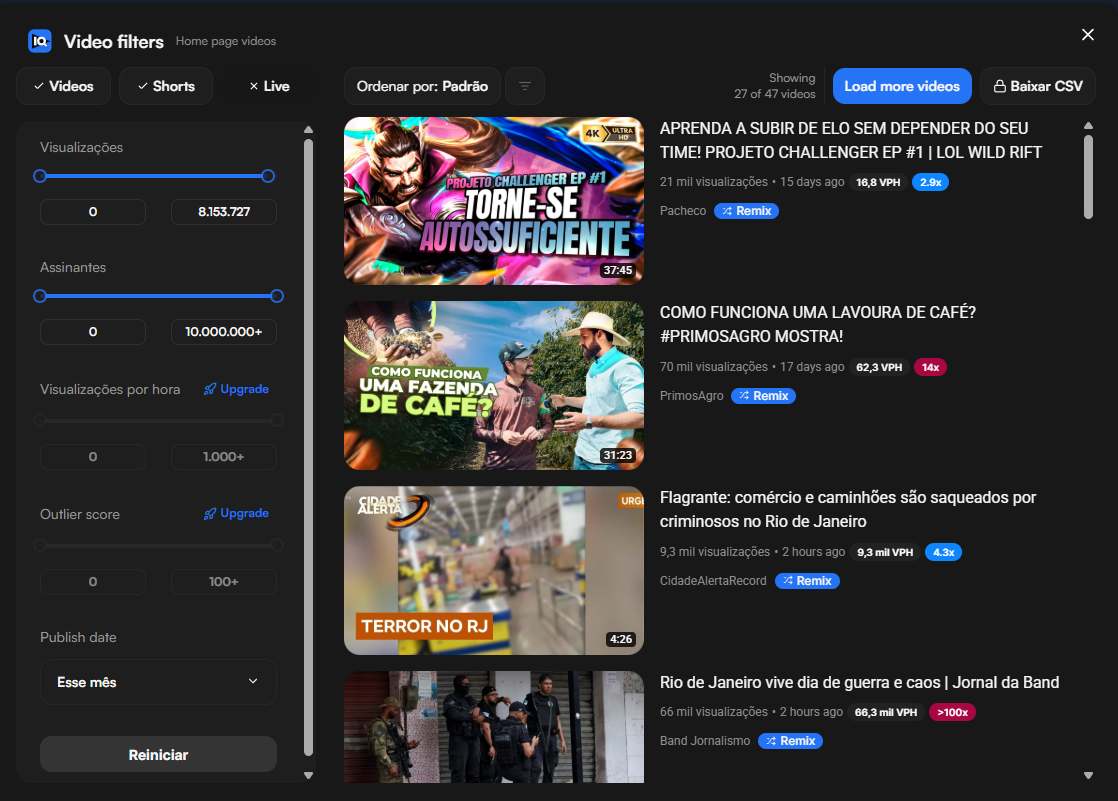 IQ
Video filters
Home page videos
Videos
Shorts
Live
Ordenar por: Padrão
Showing
27 of 47 videos
Load more videos
Baixar CSV
Visualizações
0
8.153.727
Assinantes
0
10.000.000+
Visualizações por hora
Upgrade
0
1.000+
Outlier score
Upgrade
0
100+
Publish date
Esse mês
Reiniciar
4K ULTRA HD
PROJETO CHALLENGER EP #1
TORNE-SE
AUTOSSUFICIENTE
37:45
APRENDA A SUBIR DE ELO SEM DEPENDER DO SEU
TIME! PROJETO CHALLENGER EP #1 | LOL WILD RIFT
21 mil visualizações • 15 days ago 16,8 VPH 2.9x
Pacheco Remix
COMO FUNCIONA
UMA FAZENDA
DE CAFÉ?
31:23
COMO FUNCIONA UMA LAVOURA DE CAFÉ?
#PRIMOSAGRO MOSTRA!
70 mil visualizações • 17 days ago 62,3 VPH 14x
PrimosAgro Remix
CIDADE
ALERTA
URGE
TERROR NO RJ
4:26
Flagrante: comércio e caminhões são saqueados por
criminosos no Rio de Janeiro
9,3 mil visualizações • 2 hours ago 9,3 mil VPH 4.3x
CidadeAlertaRecord Remix
Rio de Janeiro vive dia de guerra e caos | Jornal da Band
66 mil visualizações • 2 hours ago 66,3 mil VPH >100x
Band Jornalismo Remix